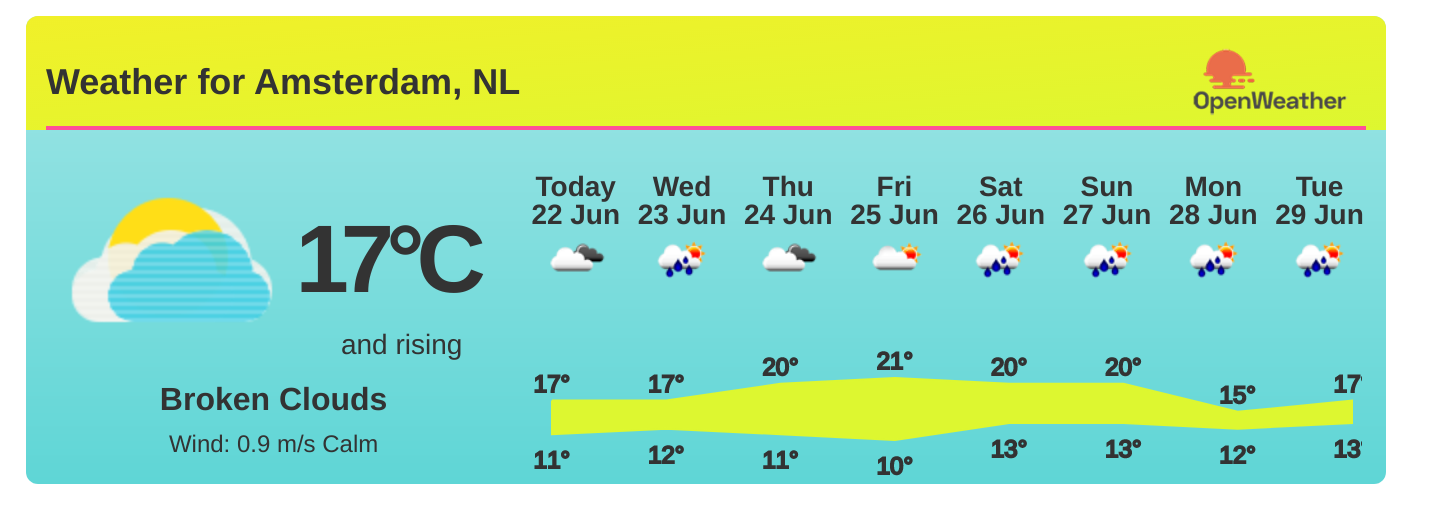 Weather for Amsterdam, NL
OpenWeather
17°C
and rising
Broken Clouds
Wind: 0.9 m/s Calm
Today Wed Thu Fri Sat Sun Mon Tue
22 Jun 23 Jun 24 Jun 25 Jun 26 Jun 27 Jun 28 Jun 29 Jun
17° 17° 20° 21° 20° 20° 15° 17°
11° 12° 11° 10° 13° 13° 12° 13°